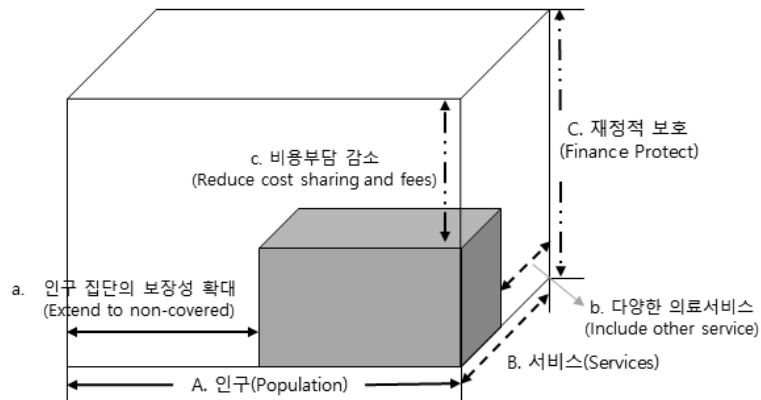 C. 재정적 보호
(Finance Protect)
c. 비용부담 감소
(Reduce cost sharing and fees)
a. 인구 집단의 보장성 확대
(Extend to non-covered)
b. 다양한 의료서비스
(Include other service)
B. 서비스(Services)
A. 인구(Population)